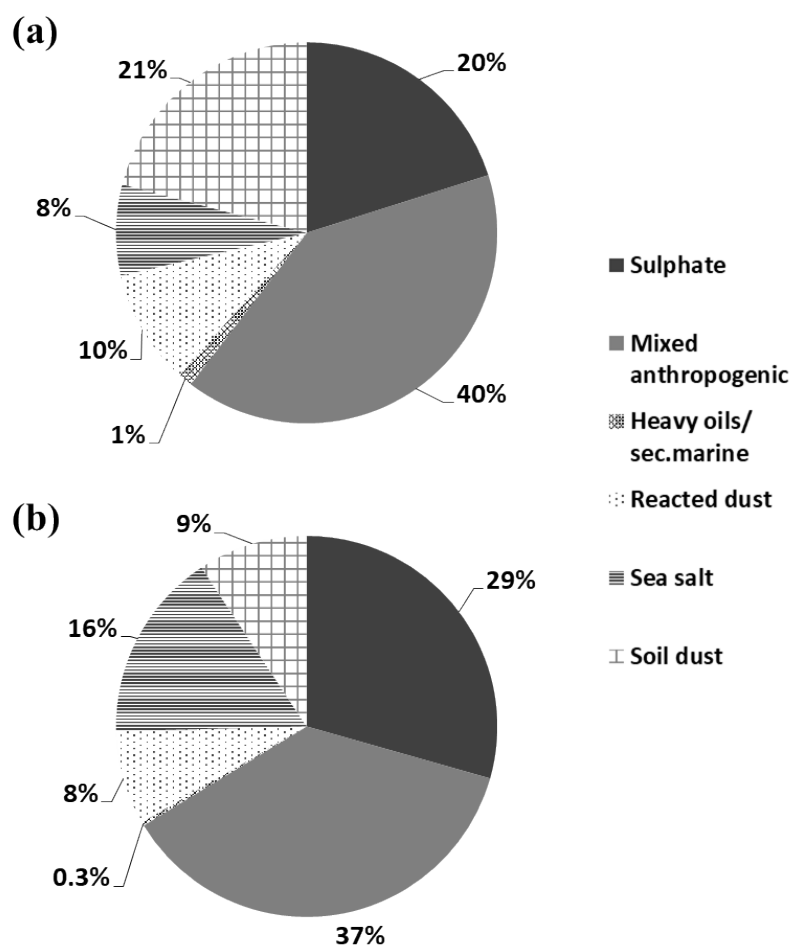 (a)
21%
20%
8%
10%
1%
40%
(b)
9%
29%
16%
8%
0.3%
37%
Sulphate
Mixed
anthropogenic
Heavy oils/
sec.marine
Reacted dust
Sea salt
Soil dust